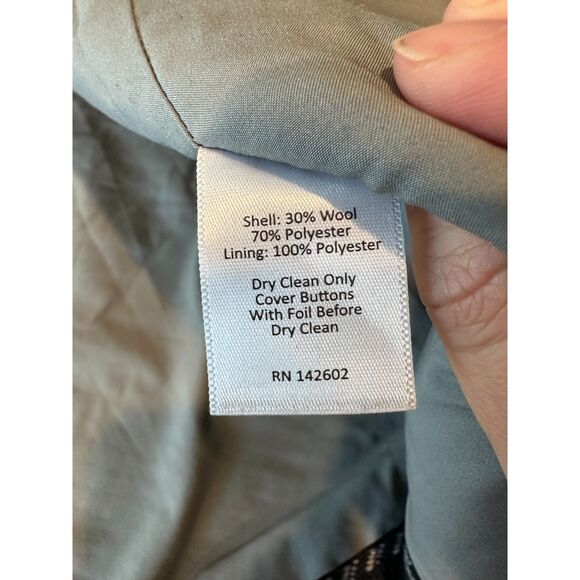 Shell: 30% Wool
70% Polyester
Lining: 100% Polyester
Dry Clean Only
Cover Buttons
With Foil Before
Dry Clean
RN 142602